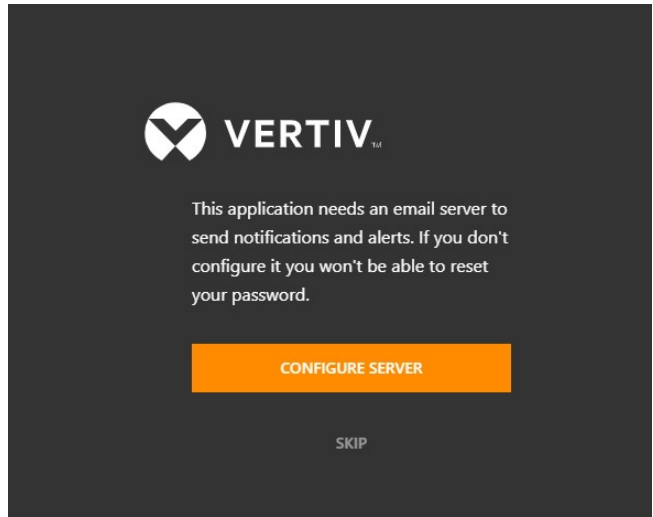 VERTIV™
This application needs an email server to
send notifications and alerts. If you don't
configure it you won't be able to reset
your password.
CONFIGURE SERVER
SKIP